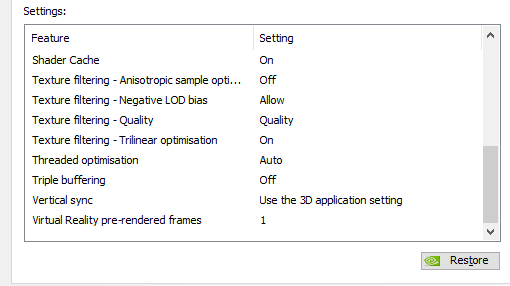 Settings:
Feature Setting
Shader Cache On
Texture filtering - Anisotropic sample opti... Off
Texture filtering - Negative LOD bias Allow
Texture filtering - Quality Quality
Texture filtering - Trilinear optimisation On
Threaded optimisation Auto
Triple buffering Off
Vertical sync Use the 3D application setting
Virtual Reality pre-rendered frames 1
Restore